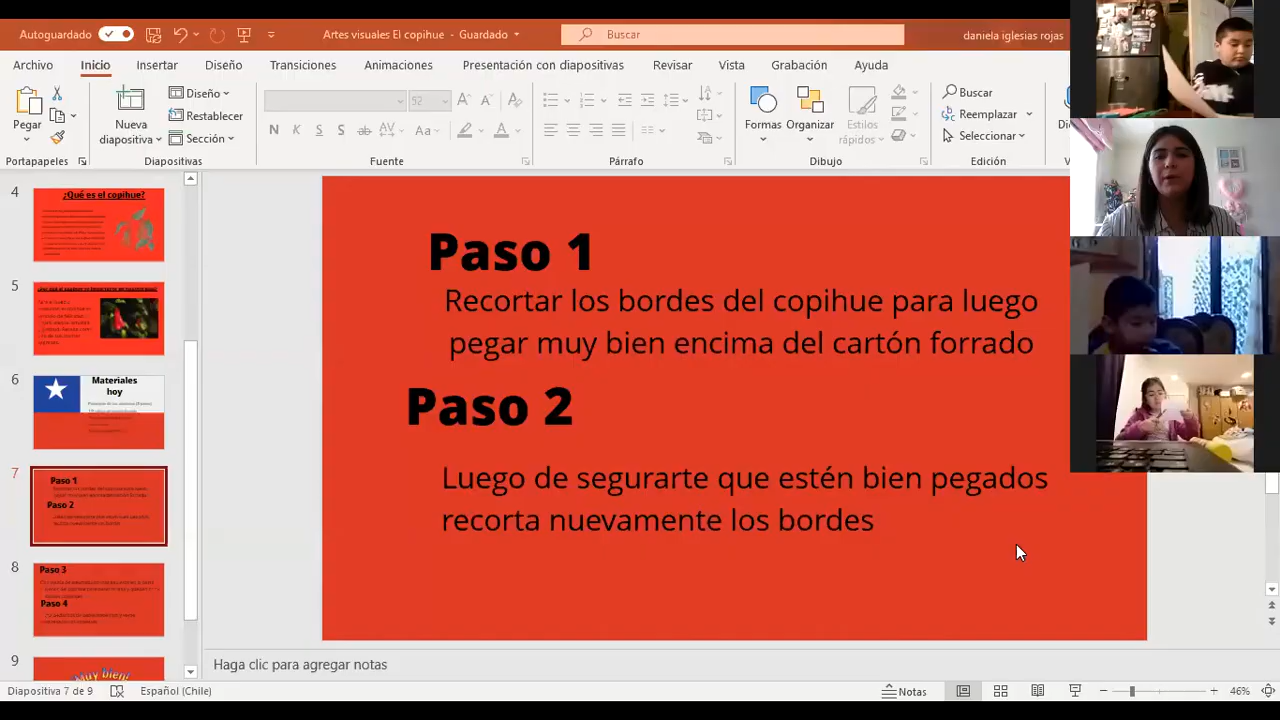 Autoguardado
Artes visuales El copihue - Guardado
Buscar
daniela iglesias rojas
Archivo
Inicio
Insertar
Diseño
Transiciones
Animaciones
Presentación con diapositivas
Revisar
Vista
Grabación
Ayuda
Pegar
Nueva
diapositiva
Diseño
Restablecer
Sección
52
N K S S ab AV Aa A
Formas
Organizar
Estilos
rápidos
Buscar
Reemplazar
Seleccionar
Portapapeles
Diapositivas
Fuente
Párrafo
Dibujo
Edición
4
¿Qué es el copihue?
5
6
Materiales
hoy
7
Paso 1
Paso 2
8
Paso 3
Paso 4
9
¡Muy bien!
Paso 1
Recortar los bordes del copihue para luego
pegar muy bien encima del cartón forrado
Paso 2
Luego de segurarte que estén bien pegados
recorta nuevamente los bordes
Haga clic para agregar notas
Diapositiva 7 de 9
Español (Chile)
Notas
46%